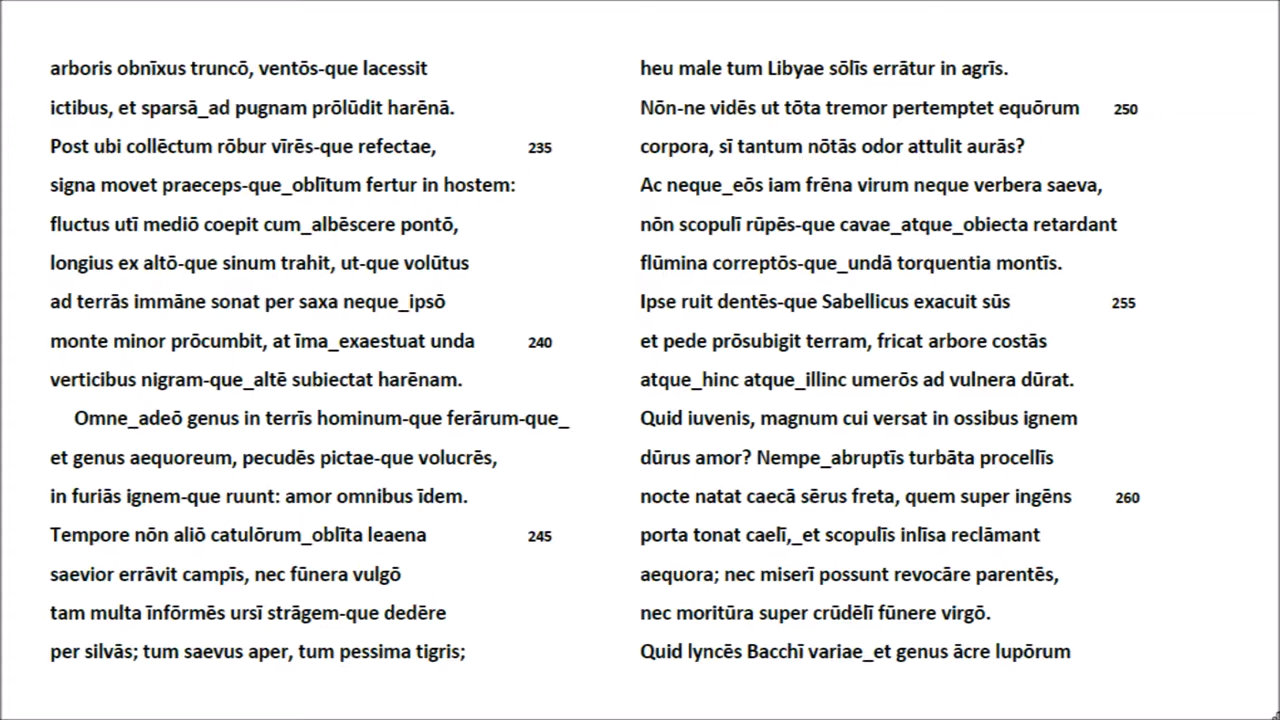 arboris obnīxus truncō, ventōs-que lacessit
ictibus, et sparsā_ad pugnam prōlūdit harēnā.
Post ubi collēctum rōbur vīrēs-que refectae, 235
signa movet praeceps-que_oblītum fertur in hostem:
fluctus utī mediō coepit cum_albēscere pontō,
longius ex altō-que sinum trahit, ut-que volūtus
ad terrās immāne sonat per saxa neque_ipsō
monte minor prōcumbit, at īma_exaestuat unda 240
verticibus nigram-que_altē subiectat harēnam.
Omne_adeō genus in terrīs hominum-que ferārum-que_
et genus aequoreum, pecudēs pictae-que volucrēs,
in furiās ignem-que ruunt: amor omnibus īdem.
Tempore nōn aliō catulōrum_oblīta leaena 245
saevior errāvit campīs, nec fūnera vulgō
tam multa īnfōrmēs ursī strāgem-que dedēre
per silvās; tum saevus aper, tum pessima tigris;
heu male tum Libyae sōlīs errātur in agrīs.
Nōn-ne vidēs ut tōta tremor pertemptet equōrum 250
corpora, sī tantum nōtās odor attulit aurās?
Ac neque_eōs iam frēna virum neque verbera saeva,
nōn scopulī rūpēs-que cavae_atque_obiecta retardant
flūmina correptōs-que_undā torquentia montīs.
Ipse ruit dentēs-que Sabellicus exacuit sūs 255
et pede prōsubigit terram, fricat arbore costās
atque_hinc atque_illinc umerōs ad vulnera dūrat.
Quid iuvenis, magnum cui versat in ossibus ignem
dūrus amor? Nempe_abruptīs turbāta procellīs
nocte natat caecā sērus freta, quem super ingēns 260
porta tonat caelī,_et scopulīs inlīsa reclāmant
aequora; nec miserī possunt revocāre parentēs,
nec moritūra super crūdēlī fūnere virgō.
Quid lyncēs Bacchī variae_et genus ācre lupōrum